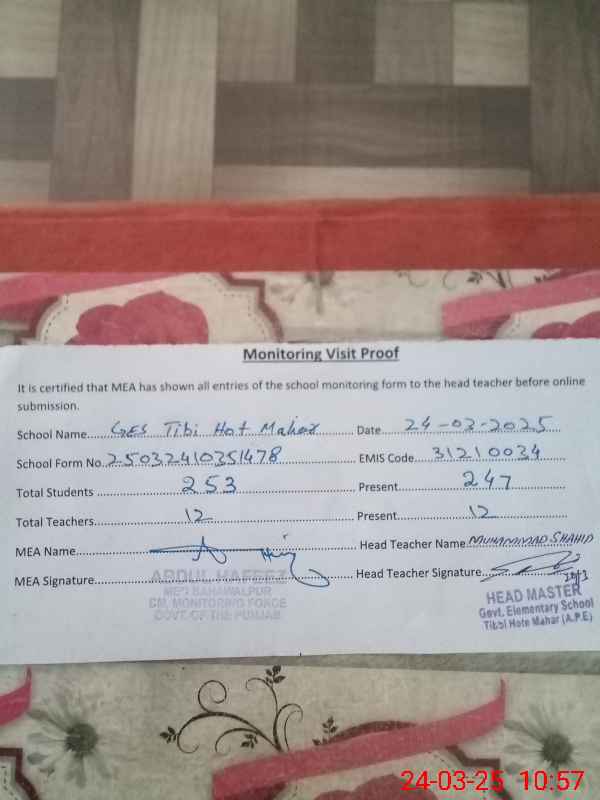 Monitoring Visit Proof
It is certified that MEA has shown all entries of the school monitoring form to the head teacher before online
submission.
School Name GES Tibi Hot Mahar Date 24-03-2025
School Form No. 25032410351478 EMIS Code 31210034
Total Students 253 Present 247
Total Teachers 12 Present 12
MEA Name Head Teacher Name MUHAMMAD SHAHID
MEA Signature Head Teacher Signature
ABDUL HAFEEZ
MEO BAHAWALPUR
CM, MONITORING FORCE
GOVT. OF THE PUNJAB
HEAD MASTER
Govt. Elementary School
Tibbi Hote Mahar (A.P.E)
24-03-25 10:57